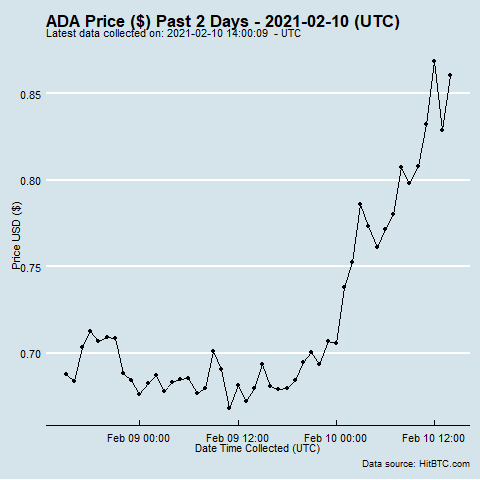 ADA Price ($) Past 2 Days - 2021-02-10 (UTC)
Latest data collected on: 2021-02-10 14:00:09 - UTC
Price USD ($)
0.85
0.80
0.75
0.70
Feb 09 00:00 Feb 09 12:00 Feb 10 00:00 Feb 10 12:00
Date Time Collected (UTC)
Data source: HitBTC.com